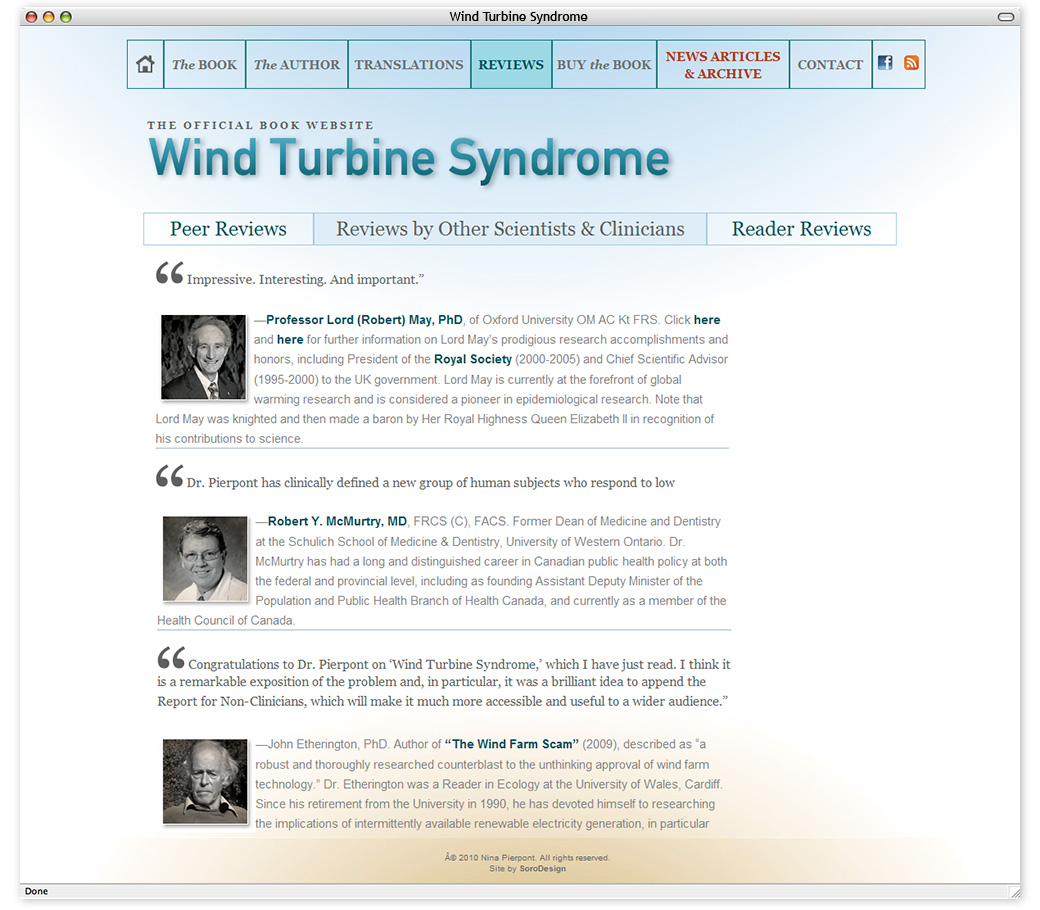 Wind Turbine Syndrome
The BOOK
The AUTHOR
TRANSLATIONS
REVIEWS
BUY the BOOK
NEWS ARTICLES
& ARCHIVE
CONTACT
THE OFFICIAL BOOK WEBSITE
Wind Turbine Syndrome
Peer Reviews
Reviews by Other Scientists & Clinicians
Reader Reviews
“ Impressive. Interesting. And important.”
—Professor Lord (Robert) May, PhD, of Oxford University OM AC Kt FRS. Click here
and here for further information on Lord May's prodigious research accomplishments and
honors, including President of the Royal Society (2000-2005) and Chief Scientific Advisor
(1995-2000) to the UK government. Lord May is currently at the forefront of global
warming research and is considered a pioneer in epidemiological research. Note that
Lord May was knighted and then made a baron by Her Royal Highness Queen Elizabeth II in recognition of
his contributions to science.
“ Dr. Pierpont has clinically defined a new group of human subjects who respond to low
—Robert Y. McMurtry, MD, FRCS (C), FACS. Former Dean of Medicine and Dentistry
at the Schulich School of Medicine & Dentistry, University of Western Ontario. Dr.
McMurtry has had a long and distinguished career in Canadian public health policy at both
the federal and provincial level, including as founding Assistant Deputy Minister of the
Population and Public Health Branch of Health Canada, and currently as a member of the
Health Council of Canada.
“ Congratulations to Dr. Pierpont on ‘Wind Turbine Syndrome,’ which I have just read. I think it
is a remarkable exposition of the problem and, in particular, it was a brilliant idea to append the
Report for Non-Clinicians, which will make it much more accessible and useful to a wider audience.”
—John Etherington, PhD. Author of “The Wind Farm Scam” (2009), described as “a
robust and thoroughly researched counterblast to the unthinking approval of wind farm
technology.” Dr. Etherington was a Reader in Ecology at the University of Wales, Cardiff.
Since his retirement from the University in 1990, he has devoted himself to researching
the implications of intermittently available renewable electricity generation, in particular
Â© 2010 Nina Pierpont. All rights reserved.
Site by SoroDesign
Done